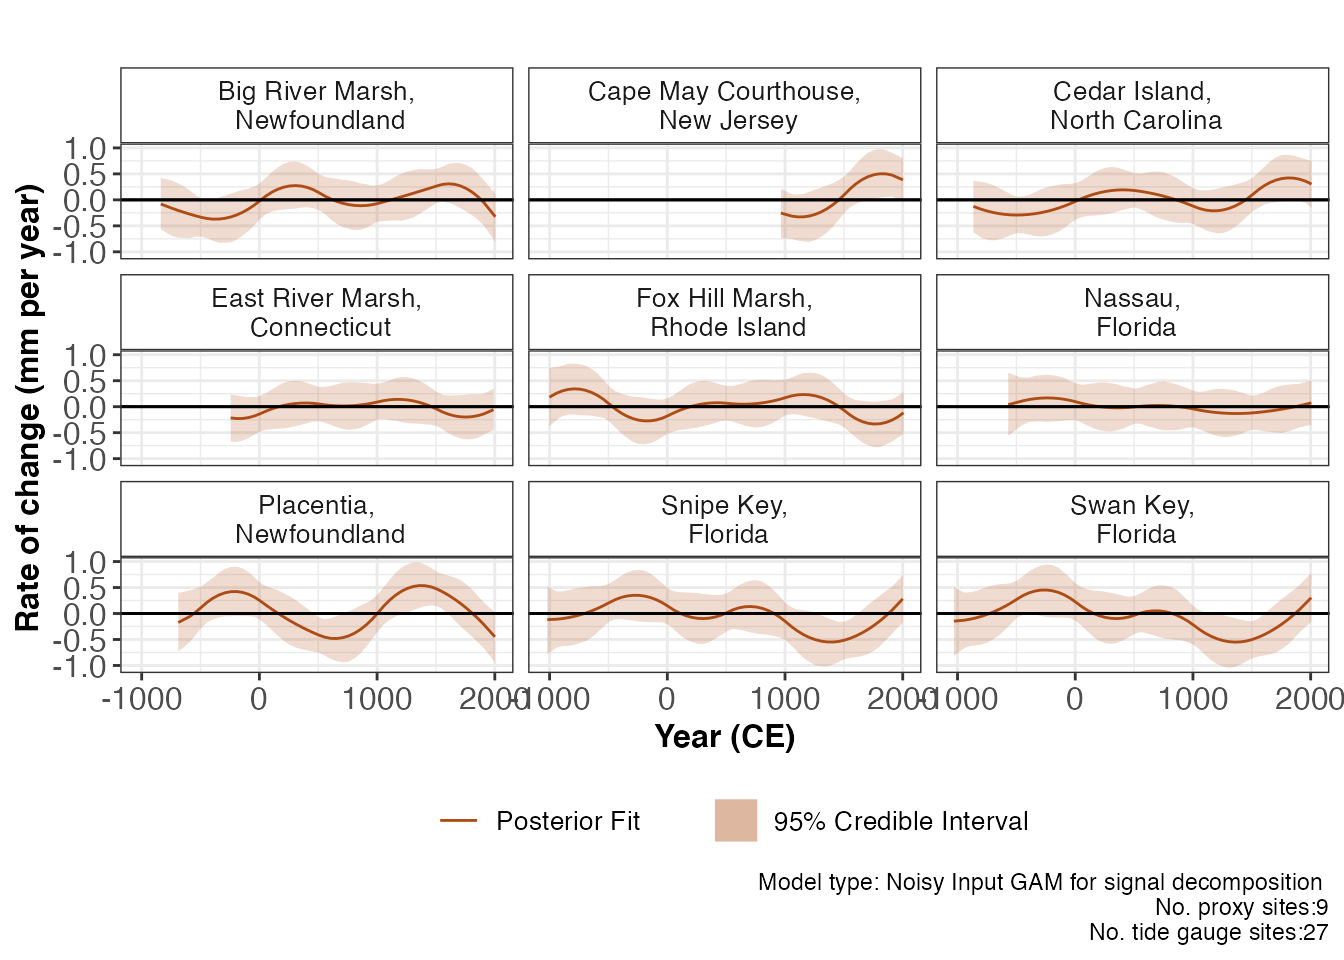 Big River Marsh,
Newfoundland
Cape May Courthouse,
New Jersey
Cedar Island,
North Carolina
1.0
0.5
0.0
-0.5
-1.0
East River Marsh,
Connecticut
Fox Hill Marsh,
Rhode Island
Nassau,
Florida
1.0
0.5
0.0
-0.5
-1.0
Placentia,
Newfoundland
Snipe Key,
Florida
Swan Key,
Florida
1.0
0.5
0.0
-0.5
-1.0
Rate of change (mm per year)
-1000 0 1000 2000
-1000 0 1000 2000
-1000 0 1000 2000
Year (CE)
Posterior Fit
95% Credible Interval
Model type: Noisy Input GAM for signal decomposition
No. proxy sites:9
No. tide gauge sites:27